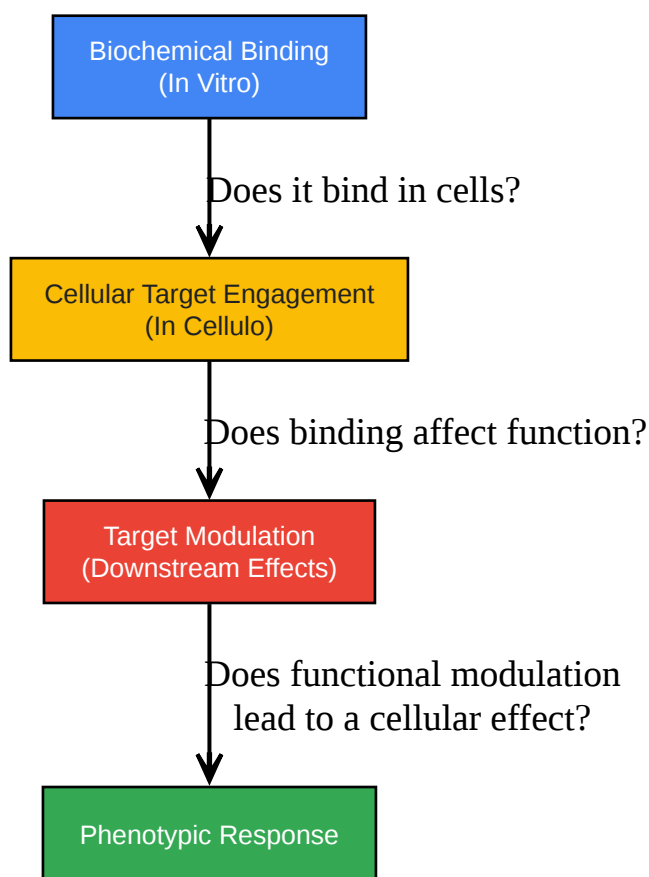 Biochemical Binding
(In Vitro)
Does it bind in cells?
Cellular Target Engagement
(In Cellulo)
Does binding affect function?
Target Modulation
(Downstream Effects)
Does functional modulation
lead to a cellular effect?
Phenotypic Response